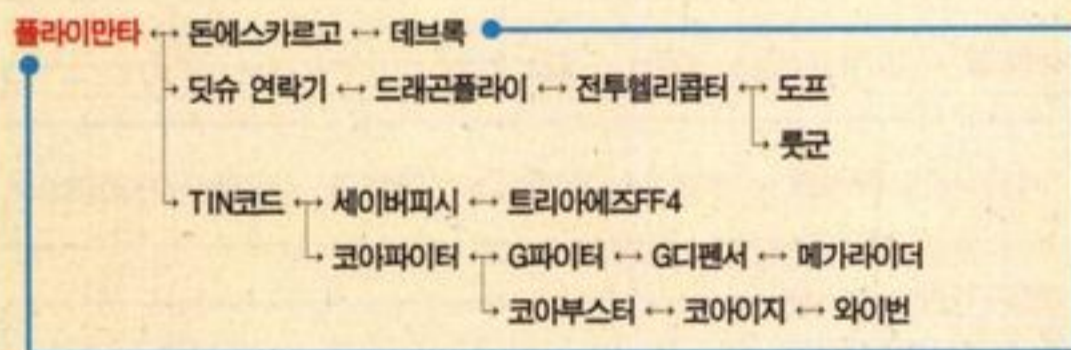 플라이만타 ↔ 돈에스카르고 ↔ 데브록
딧슈 연락기 ↔ 드래곤플라이 ↔ 전투헬리콥터 ↔ 도프
룻군
TIN코드 ↔ 세이버피시 ↔ 트리아에즈FF4
코아파이터 ↔ G파이터 ↔ G디펜서 ↔ 메가라이더
코아부스터 ↔ 코아이지 ↔ 와이번